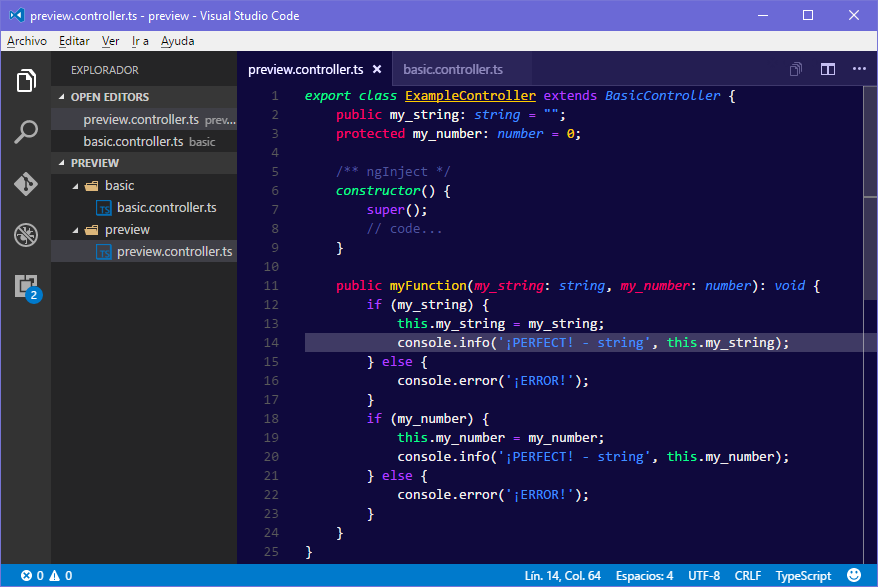 preview.controller.ts - preview - Visual Studio Code
Archivo Editar Ver Ir a Ayuda
EXPLORADOR
OPEN EDITORS
preview.controller.ts prev...
basic.controller.ts basic
PREVIEW
basic
TS basic.controller.ts
preview
TS preview.controller.ts
2
preview.controller.ts × basic.controller.ts
1 export class ExampleController extends BasicController {
2     public my_string: string = "";
3     protected my_number: number = 0;
4
5     /** ngInject */
6     constructor() {
7         super();
8         // code...
9     }
10
11     public myFunction(my_string: string, my_number: number): void {
12         if (my_string) {
13             this.my_string = my_string;
14             console.info('¡PERFECT! - string', this.my_string);
15         } else {
16             console.error('¡ERROR!');
17         }
18         if (my_number) {
19             this.my_number = my_number;
20             console.info('¡PERFECT! - string', this.my_number);
21         } else {
22             console.error('¡ERROR!');
23         }
24     }
25 }
0 0 Lín. 14, Col. 64 Espacios: 4 UTF-8 CRLF TypeScript